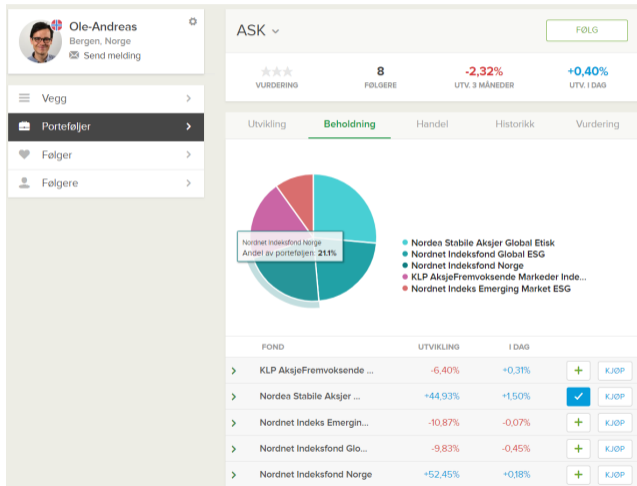 Ole-Andreas
Bergen, Norge
Send melding
Vegg
Porteføljer
Følger
Følgere
ASK
FØLG
8 -2,32% +0,40%
VURDERING FØLGERE UTV. 3 MÅNEDER UTV. I DAG
Utvikling Beholdning Handel Historikk Vurdering
Nordnet Indeksfond Norge
Andel av porteføljen: 21.1%
Nordea Stabile Aksjer Global Etisk
Nordnet Indeksfond Global ESG
Nordnet Indeksfond Norge
KLP AksjeFremvoksende Markeder Inde...
Nordnet Indeks Emerging Market ESG
FOND UTVIKLING I DAG
KLP AksjeFremvoksende ... -6,40% +0,31% + KJØP
Nordea Stabile Aksjer ... +44,93% +1,50% KJØP
Nordnet Indeks Emergin... -10,87% -0,07% + KJØP
Nordnet Indeksfond Glo... -9,83% -0,45% + KJØP
Nordnet Indeksfond Norge +52,45% +0,18% + KJØP